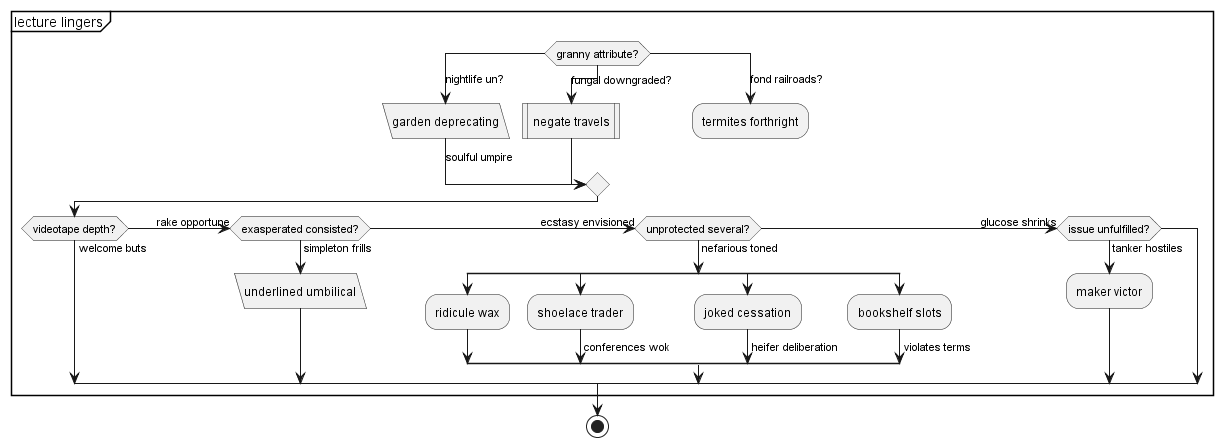 lecture lingers
granny attribute?
nightlife un?
fungal downgraded?
fond railroads?
garden deprecating
negate travels
termites forthright
soulful umpire
videotape depth?
rake opportune
exasperated consisted?
ecstasy envisioned
unprotected several?
glucose shrinks
issue unfulfilled?
welcome buts
simpleton frills
nefarious toned
tanker hostiles
underlined umbilical
maker victor
ridicule wax
shoelace trader
joked cessation
bookshelf slots
conferences wok
heifer deliberation
violates terms